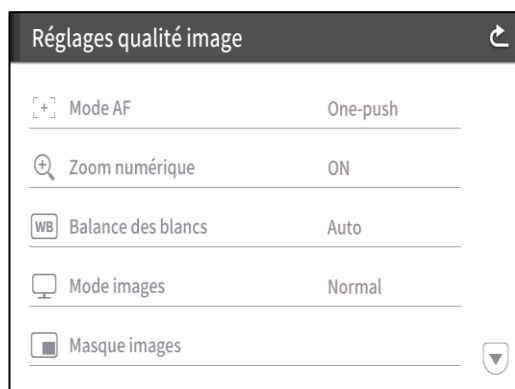 Réglages qualité image
Mode AF One-push
Zoom numérique ON
WB Balance des blancs Auto
Mode images Normal
Masque images